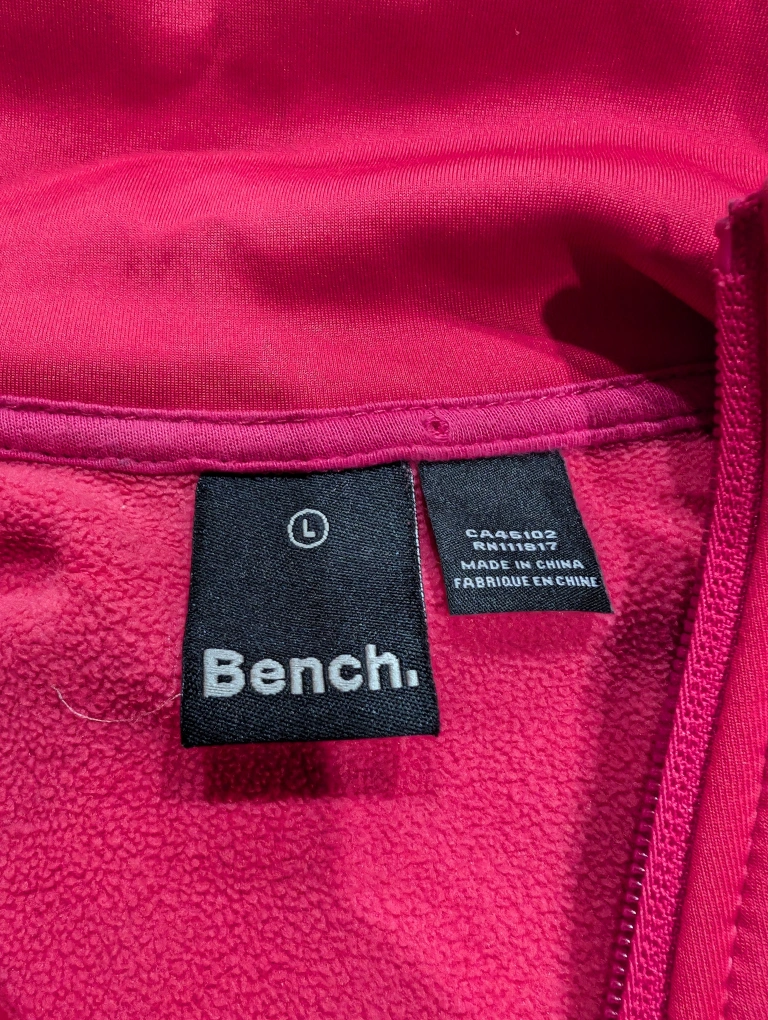 L
Bench.
CA45102
RN111817
MADE IN CHINA
FABRIQUE EN CHINE